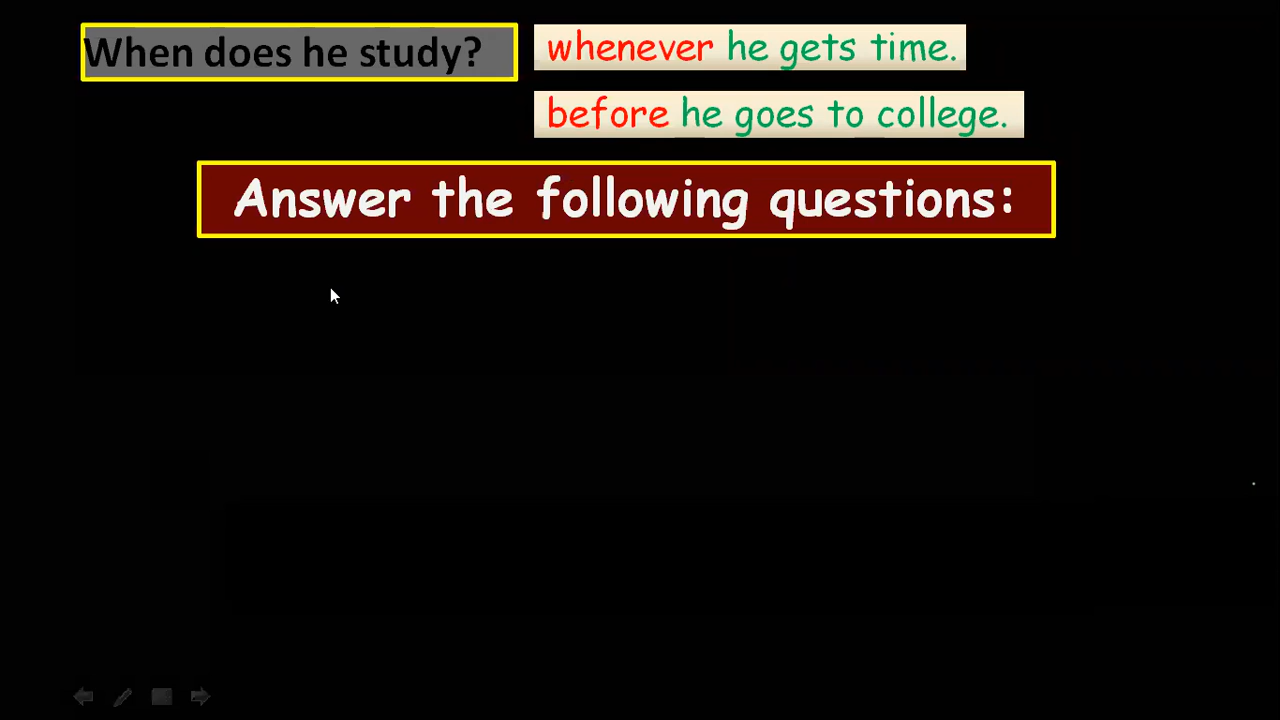 When does he study?
whenever he gets time.
before he goes to college.
Answer the following questions: